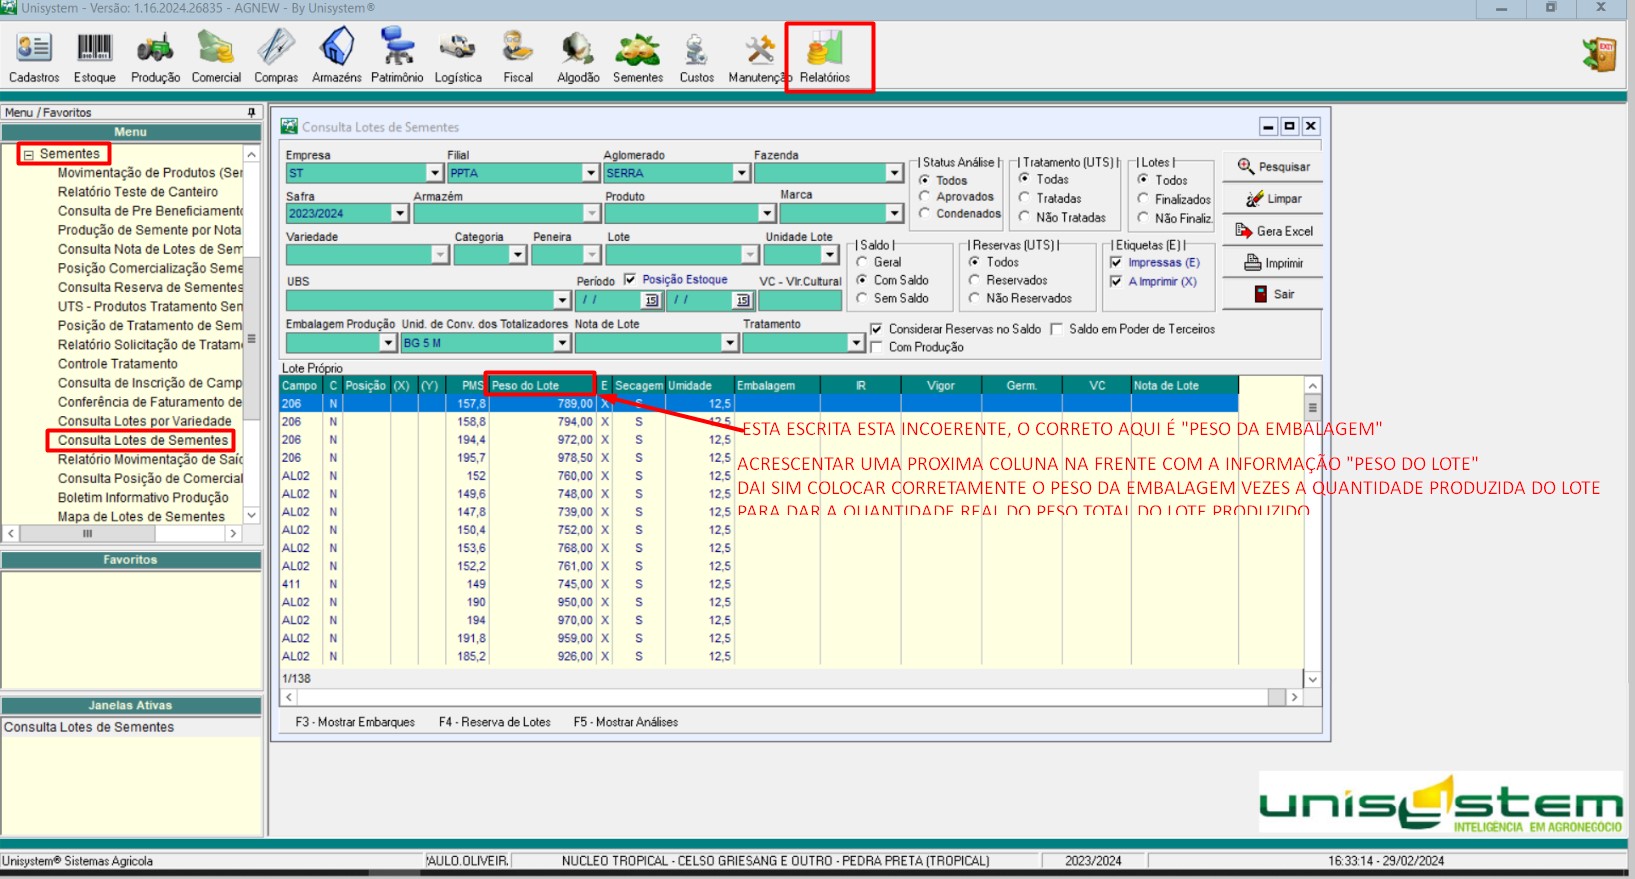 Unisystem - Versão: 1.16.2024.26835 - AGNEW - By Unisystem®
Cadastros Estoque Produção Comercial Compras Armazéns Patrimônio Logística Fiscal Algodão Sementes Custos Manutenção Relatórios
EXIT
Menu / Favoritos
Menu
Sementes
Movimentação de Produtos (Ser
Relatório Teste de Canteiro
Consulta de Pre Beneficiamento
Produção de Semente por Nota
Consulta Nota de Lotes de Sem
Posição Comercialização Seme
Consulta Reserva de Sementes
UTS - Produtos Tratamento Sen
Posição de Tratamento de Sem
Relatório Solicitação de Tratam
Controle Tratamento
Consulta de Inscrição de Camp
Conferência de Faturamento de
Consulta Lotes por Variedade
Consulta Lotes de Sementes
Relatório Movimentação de Saíc
Consulta Posição de Comercial
Boletim Informativo Produção
Mapa de Lotes de Sementes
Favoritos
Janelas Ativas
Consulta Lotes de Sementes
Consulta Lotes de Sementes
Empresa Filial Aglomerado Fazenda
ST PPTA SERRA
Safra Armazém Produto Marca
2023/2024
Variedade Categoria Peneira Lote Unidade Lote
UBS Período Posição Estoque VC - Vlr.Cultural
/ / 15 / / 15
Embalagem Produção Unid. de Conv. dos Totalizadores Nota de Lote Tratamento
BG 5 M
| Status Análise |
Todos
Aprovados
Condenados
| Tratamento (UTS) |
Todas
Tratadas
Não Tratadas
| Lotes |
Todos
Finalizados
Não Finaliz.
| Saldo |
Geral
Com Saldo
Sem Saldo
| Reservas (UTS) |
Todos
Reservados
Não Reservados
| Etiquetas (E) |
Impressas (E)
A Imprimir (X)
Considerar Reservas no Saldo Saldo em Poder de Terceiros
Com Produção
Pesquisar
Limpar
Gera Excel
Imprimir
Sair
Lote Próprio
Campo C Posição (X) (Y) PMS Peso do Lote E Secagem Umidade Embalagem IR Vigor Germ. VC Nota de Lote
206 N 157,8 789,00 X S 12,5
206 N 158,8 794,00 12,5
206 N 194,4 972,00 X S 12,5
206 N 195,7 978,50 X S 12,5
AL02 N 152 760,00 X S 12,5
AL02 N 149,6 748,00 X S 12,5
AL02 N 147,8 739,00 X S 12,5
AL02 N 150,4 752,00 X S 12,5
AL02 N 153,6 768,00 X S 12,5
AL02 N 152,2 761,00 X S 12,5
411 N 149 745,00 X S 12,5
AL02 N 190 950,00 X S 12,5
AL02 N 194 970,00 X S 12,5
AL02 N 191,8 959,00 X S 12,5
AL02 N 185,2 926,00 X S 12,5
ESTA ESCRITA ESTA INCOERENTE, O CORRETO AQUI É "PESO DA EMBALAGEM"
ACRESCENTAR UMA PROXIMA COLUNA NA FRENTE COM A INFORMAÇÃO "PESO DO LOTE"
DAI SIM COLOCAR CORRETAMENTE O PESO DA EMBALAGEM VEZES A QUANTIDADE PRODUZIDA DO LOTE
PARA DAR A QUANTIDADE REAL DO PESO TOTAL DO LOTE PRODUZIDO
1/138
F3 - Mostrar Embarques F4 - Reserva de Lotes F5 - Mostrar Análises
unisystem
INTELIGÊNCIA EM AGRONEGÓCIO
Unisystem® Sistemas Agricola AULO.OLIVEIR. NUCLEO TROPICAL - CELSO GRIESANG E OUTRO - PEDRA PRETA (TROPICAL) 2023/2024 16:33:14 - 29/02/2024